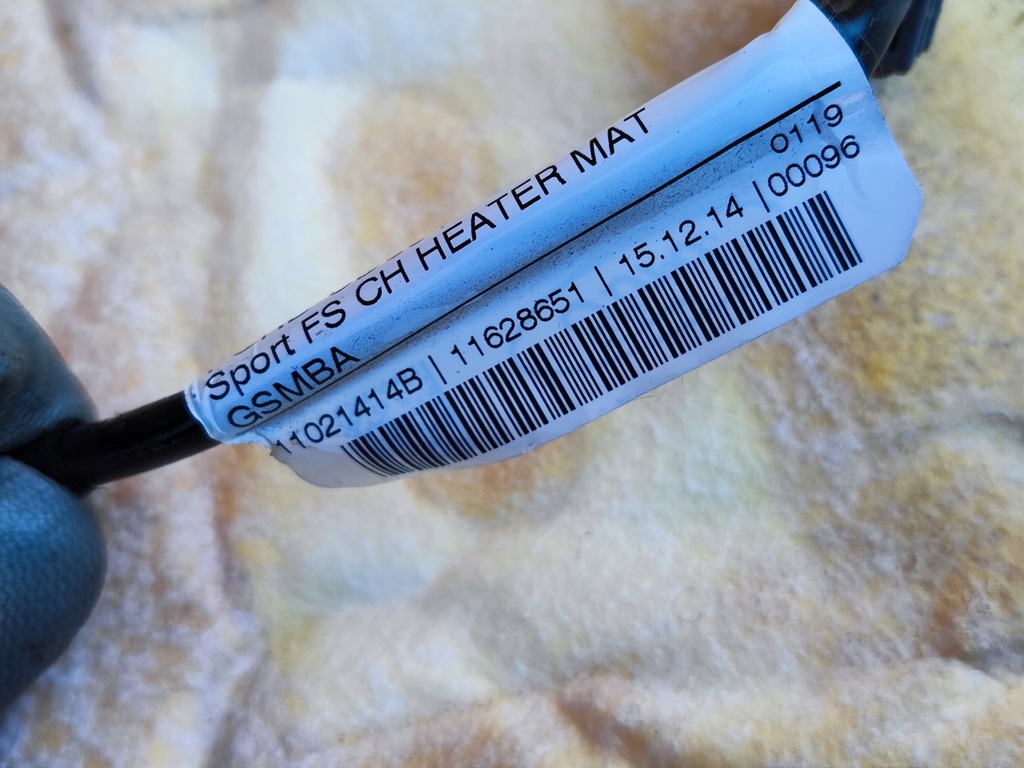 Sport FS CH HEATER MAT
GSMBA
0119
11021414B | 11628651 | 15.12.14 | 00096